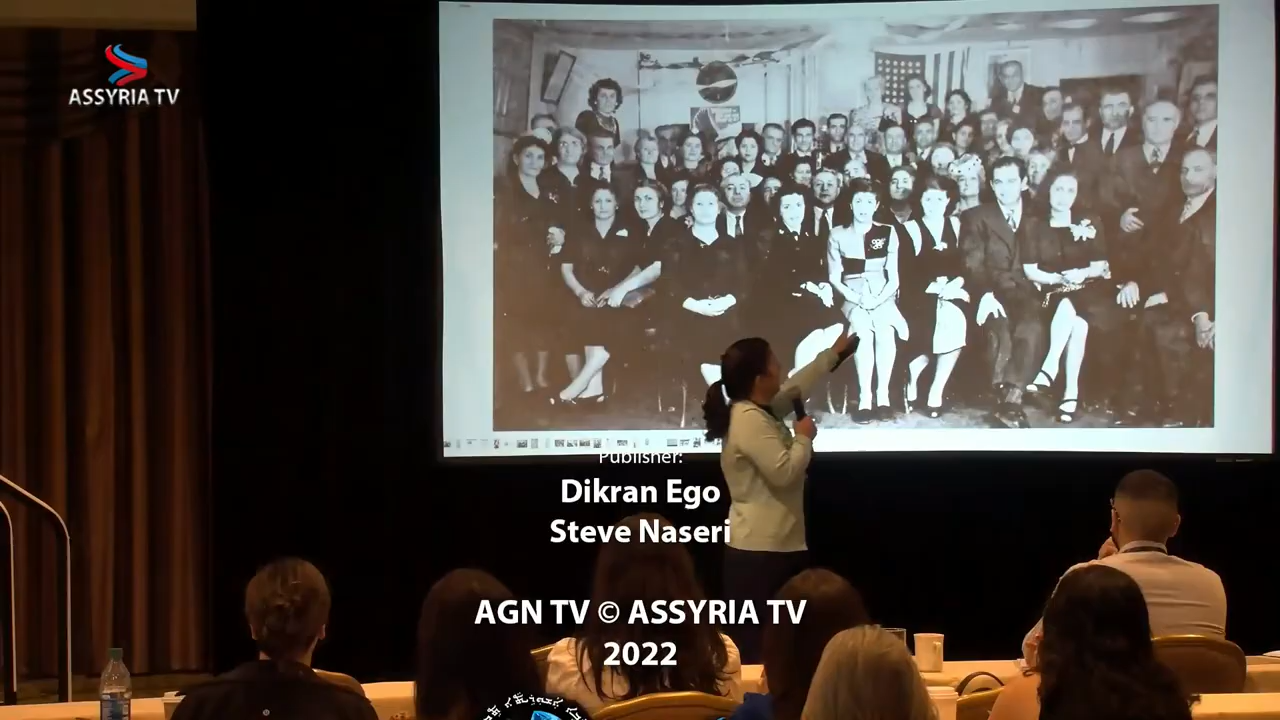 ASSYRIA TV
Publisher:
Dikran Ego
Steve Naseri
AGN TV © ASSYRIA TV
2022